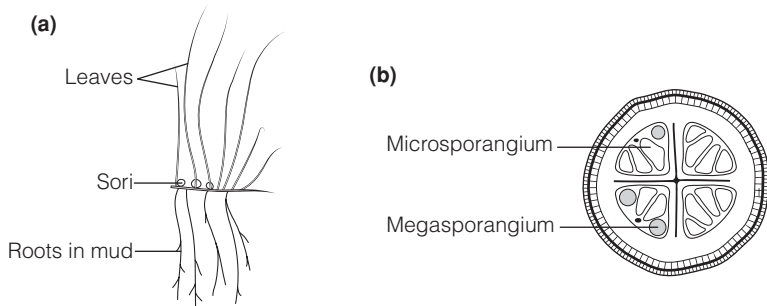 (a)
Leaves
Sori
Roots in mud
(b)
Microsporangium
Megasporangium